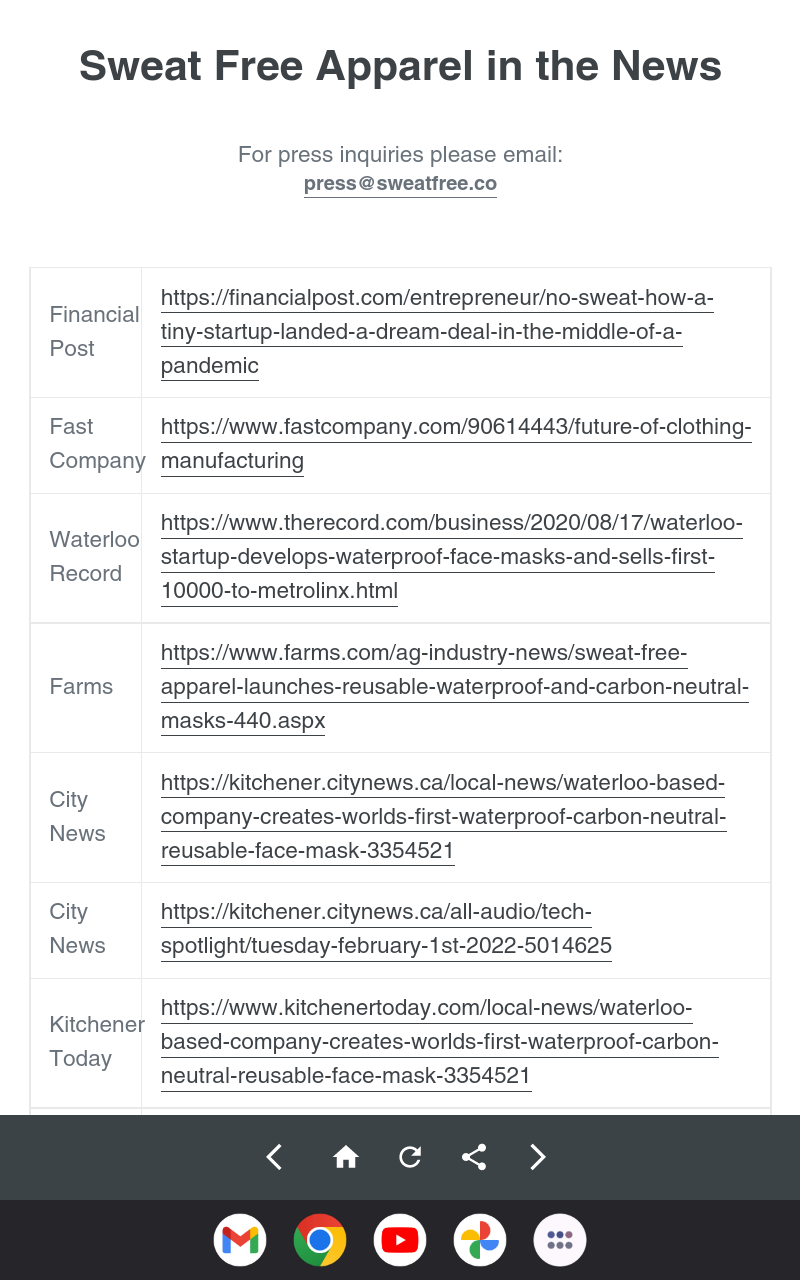 Sweat Free Apparel in the News
For press inquiries please email:
press@sweatfree.co
Financial
Post
https://financialpost.com/entrepreneur/no-sweat-how-a-
tiny-startup-landed-a-dream-deal-in-the-middle-of-a-
pandemic
Fast
Company
https://www.fastcompany.com/90614443/future-of-clothing-
manufacturing
Waterloo
Record
https://www.therecord.com/business/2020/08/17/waterloo-
startup-develops-waterproof-face-masks-and-sells-first-
10000-to-metrolinx.html
Farms
https://www.farms.com/ag-industry-news/sweat-free-
apparel-launches-reusable-waterproof-and-carbon-neutral-
masks-440.aspx
City
News
https://kitchener.citynews.ca/local-news/waterloo-based-
company-creates-worlds-first-waterproof-carbon-neutral-
reusable-face-mask-3354521
City
News
https://kitchener.citynews.ca/all-audio/tech-
spotlight/tuesday-february-1st-2022-5014625
Kitchener
Today
https://www.kitchenertoday.com/local-news/waterloo-
based-company-creates-worlds-first-waterproof-carbon-
neutral-reusable-face-mask-3354521